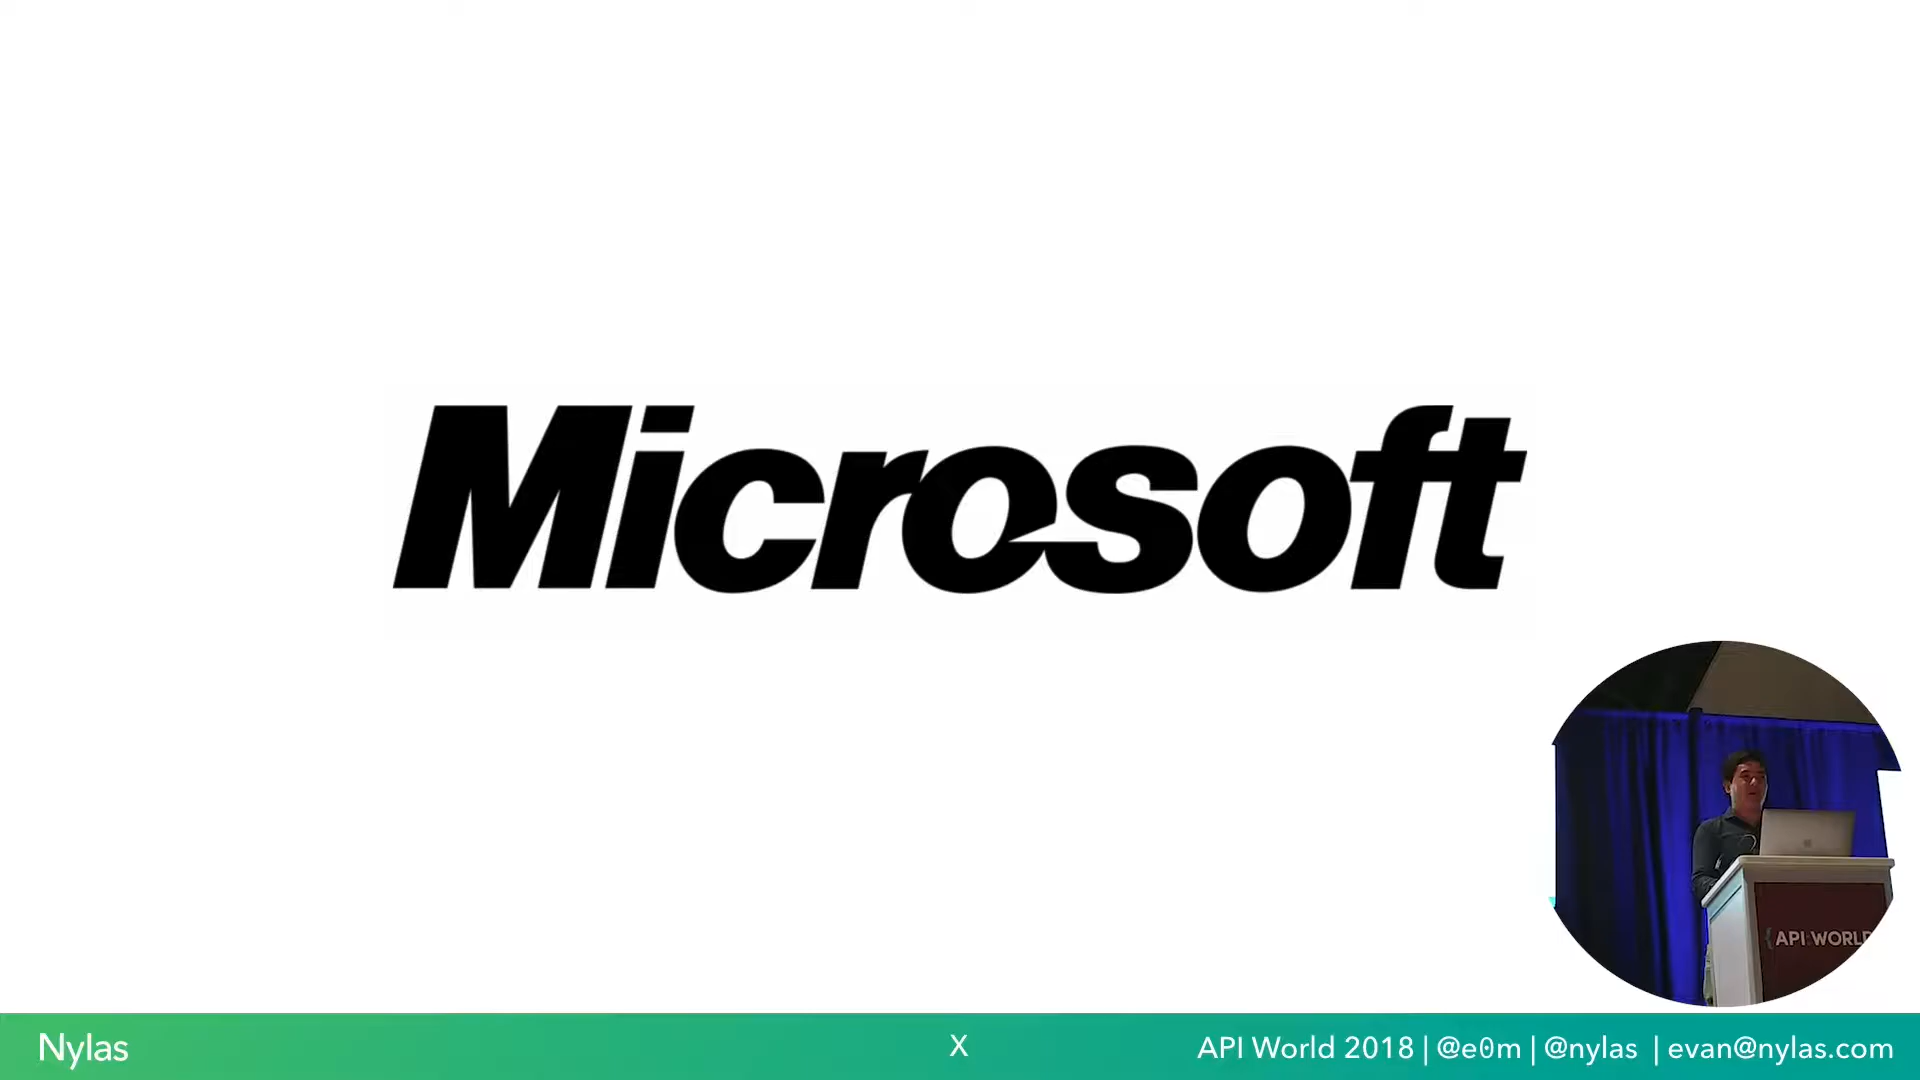 Microsoft
{API:WORLD
Nylas
X
API World 2018 | @e0m | @nylas | evan@nylas.com